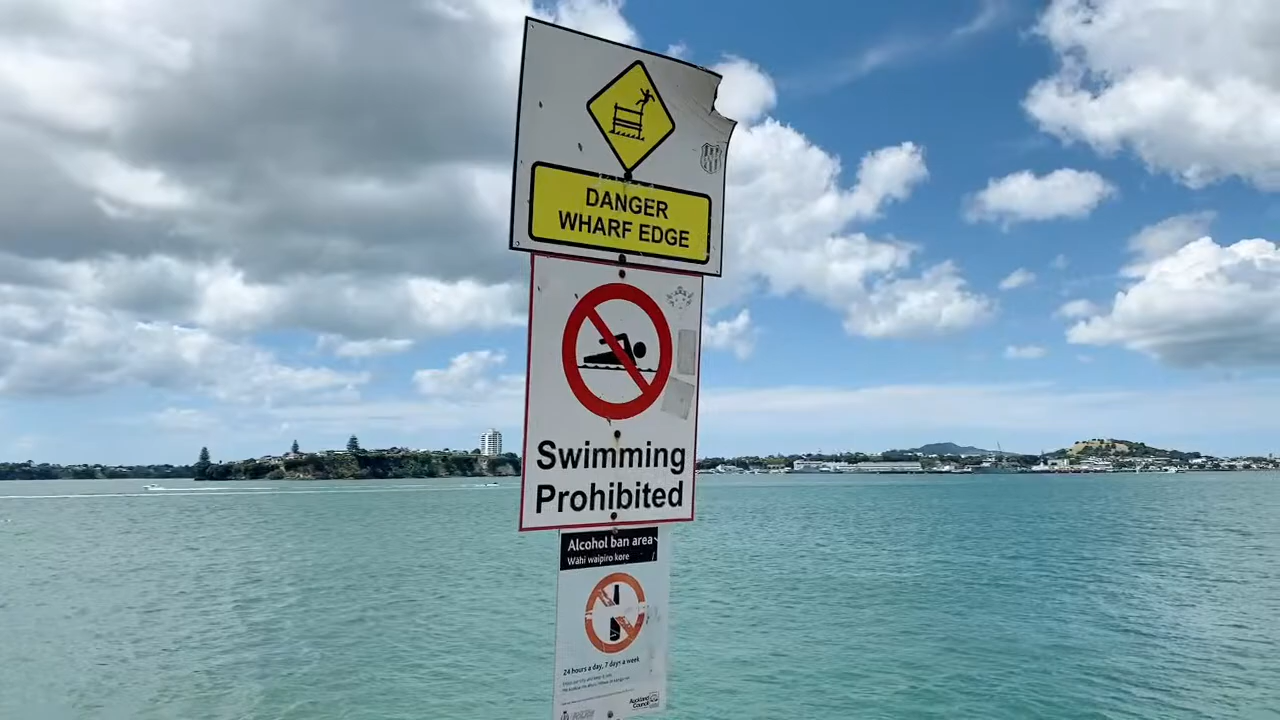 DANGER
WHARF EDGE
Swimming
Prohibited
Alcohol ban area
Wāhi waipiro kore
24 hours a day, 7 days a week
Auckland
Council